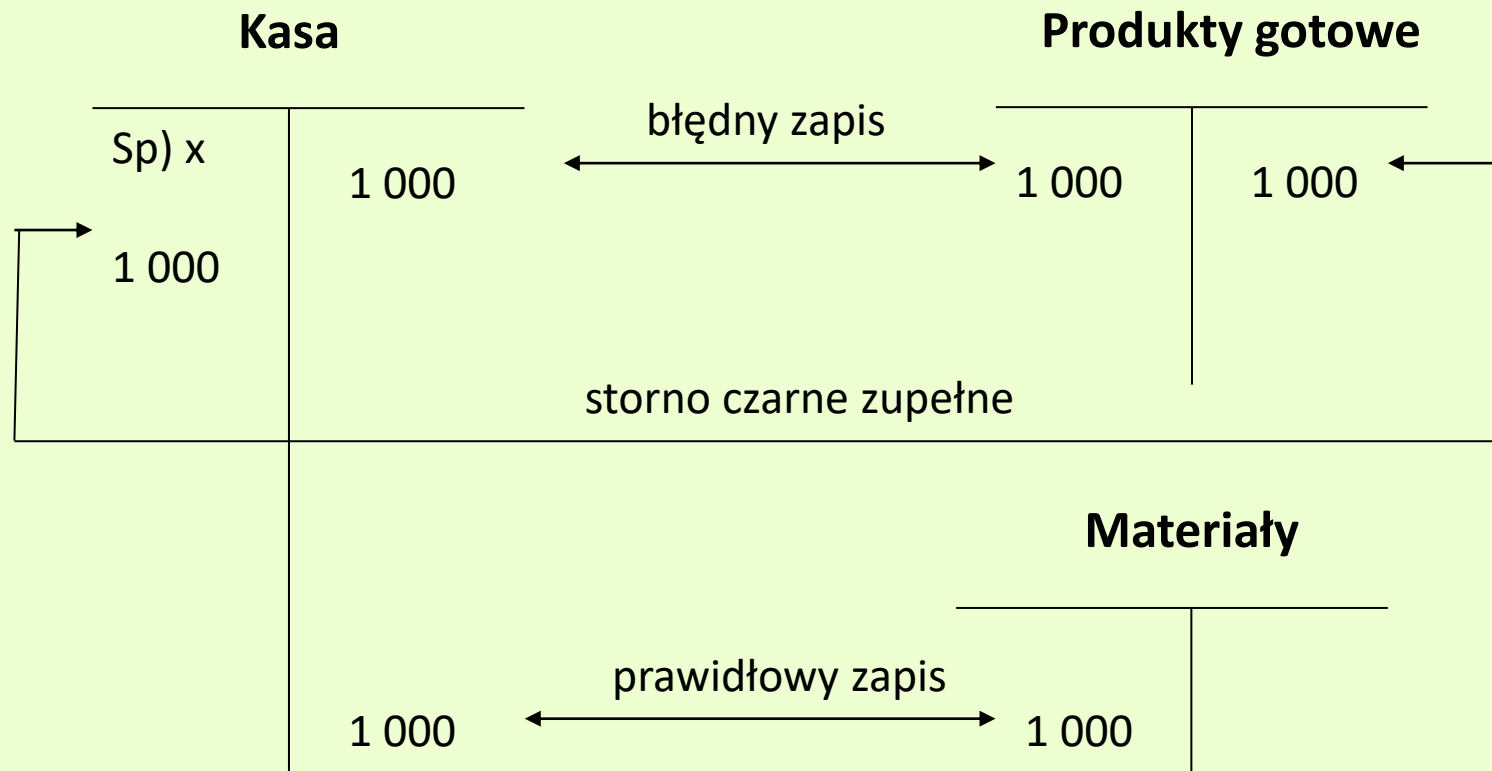 Kasa
Produkty gotowe
błędny zapis
Sp) x
1 000
1 000
1 000
1 000
storno czarne zupełne
Materiały
prawidłowy zapis
1 000
1 000